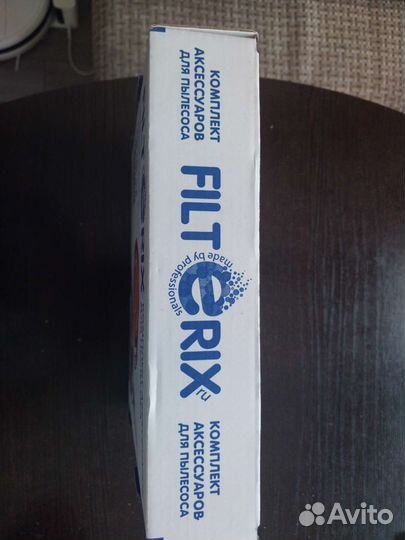 КОМПЛЕКТ
АКСЕССУАРОВ
ДЛЯ ПЫЛЕСОСА
FILTERIX.ru
made by professionals
КОМПЛЕКТ
АКСЕССУАРОВ
ДЛЯ ПЫЛЕСОСА
Avito